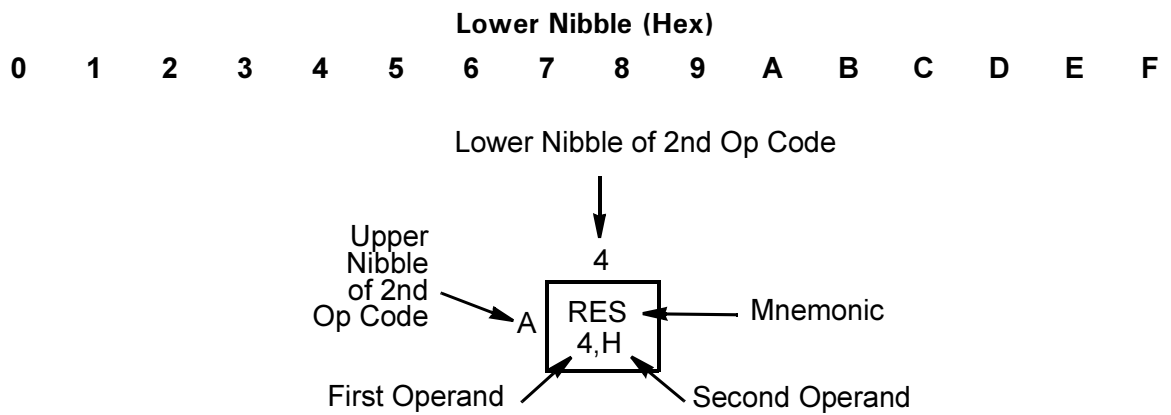 Lower Nibble (Hex)
0 1 2 3 4 5 6 7 8 9 A B C D E F
Lower Nibble of 2nd Op Code
Upper
Nibble
of 2nd
Op Code
4
A
RES
4,H
Mnemonic
First Operand
Second Operand